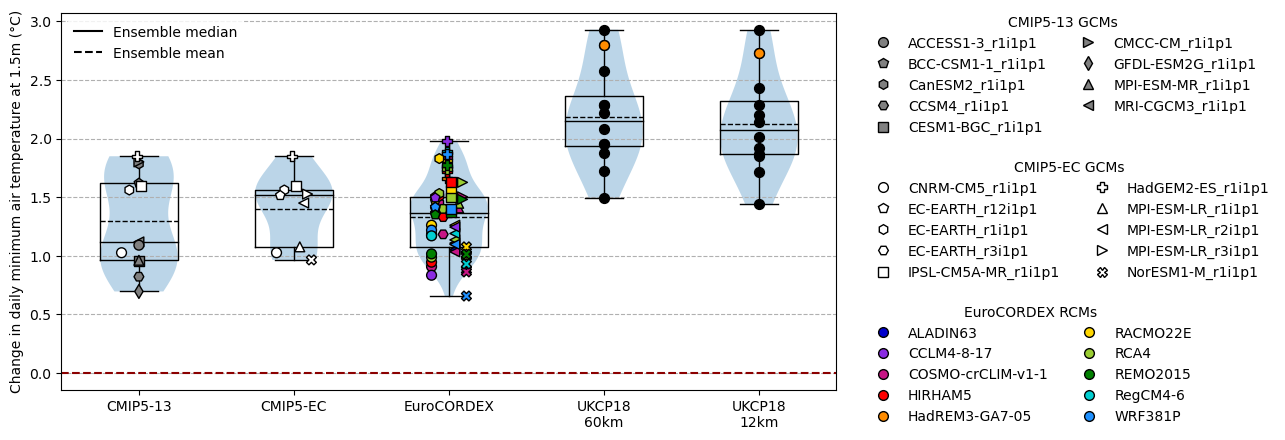 Change in daily minimum air temperature at 1.5m (°C)
3.0
2.5
2.0
1.5
1.0
0.5
0.0
Ensemble median
Ensemble mean
CMIP5-13
CMIP5-EC
EuroCORDEX
UKCP18
60km
UKCP18
12km
CMIP5-13 GCMs
ACCESS1-3_r1i1p1
BCC-CSM1-1_r1i1p1
CanESM2_r1i1p1
CCSM4_r1i1p1
CESM1-BGC_r1i1p1
CMCC-CM_r1i1p1
GFDL-ESM2G_r1i1p1
MPI-ESM-MR_r1i1p1
MRI-CGCM3_r1i1p1
CMIP5-EC GCMs
CNRM-CM5_r1i1p1
EC-EARTH_r12i1p1
EC-EARTH_r1i1p1
EC-EARTH_r3i1p1
IPSL-CM5A-MR_r1i1p1
HadGEM2-ES_r1i1p1
MPI-ESM-LR_r1i1p1
MPI-ESM-LR_r2i1p1
MPI-ESM-LR_r3i1p1
NorESM1-M_r1i1p1
EuroCORDEX RCMs
ALADIN63
CCLM4-8-17
COSMO-crCLIM-v1-1
HIRHAM5
HadREM3-GA7-05
RACMO22E
RCA4
REMO2015
RegCM4-6
WRF381P